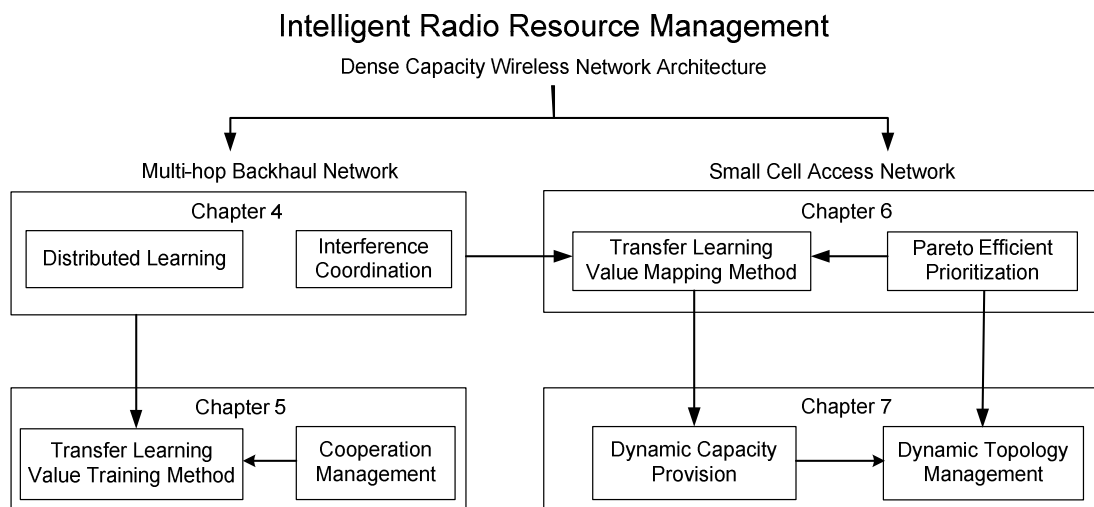 Intelligent Radio Resource Management
Dense Capacity Wireless Network Architecture
Multi-hop Backhaul Network
Small Cell Access Network
Chapter 4
Distributed Learning
Interference
Coordination
Chapter 6
Transfer Learning
Value Mapping Method
Pareto Efficient
Prioritization
Chapter 5
Transfer Learning
Value Training Method
Cooperation
Management
Chapter 7
Dynamic Capacity
Provision
Dynamic Topology
Management